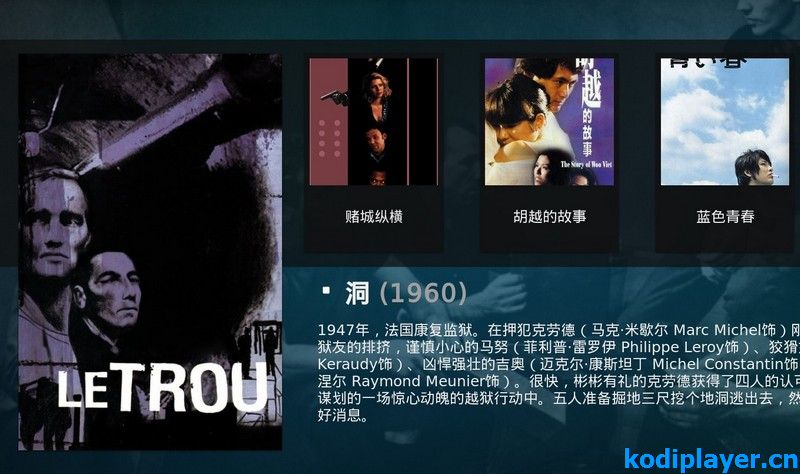 LE TROU
胡越的故事
The Story of Woo Viet
青い春
赌城纵横
胡越的故事
蓝色青春
洞 (1960)
1947年，法国康复监狱。在押犯克劳德（马克·米歇尔 Marc Michel饰）刚
狱友的排挤，谨慎小心的马努（菲利普·雷罗伊 Philippe Leroy饰）、狡猾
Keraudy饰）、凶悍强壮的吉奥（迈克尔·康斯坦丁 Michel Constantin饰
涅尔 Raymond Meunier饰）。很快，彬彬有礼的克劳德获得了四人的认可
谋划的一场惊心动魄的越狱行动中。五人准备掘地三尺挖个地洞逃出去，然
好消息。
kodiplayer.cn